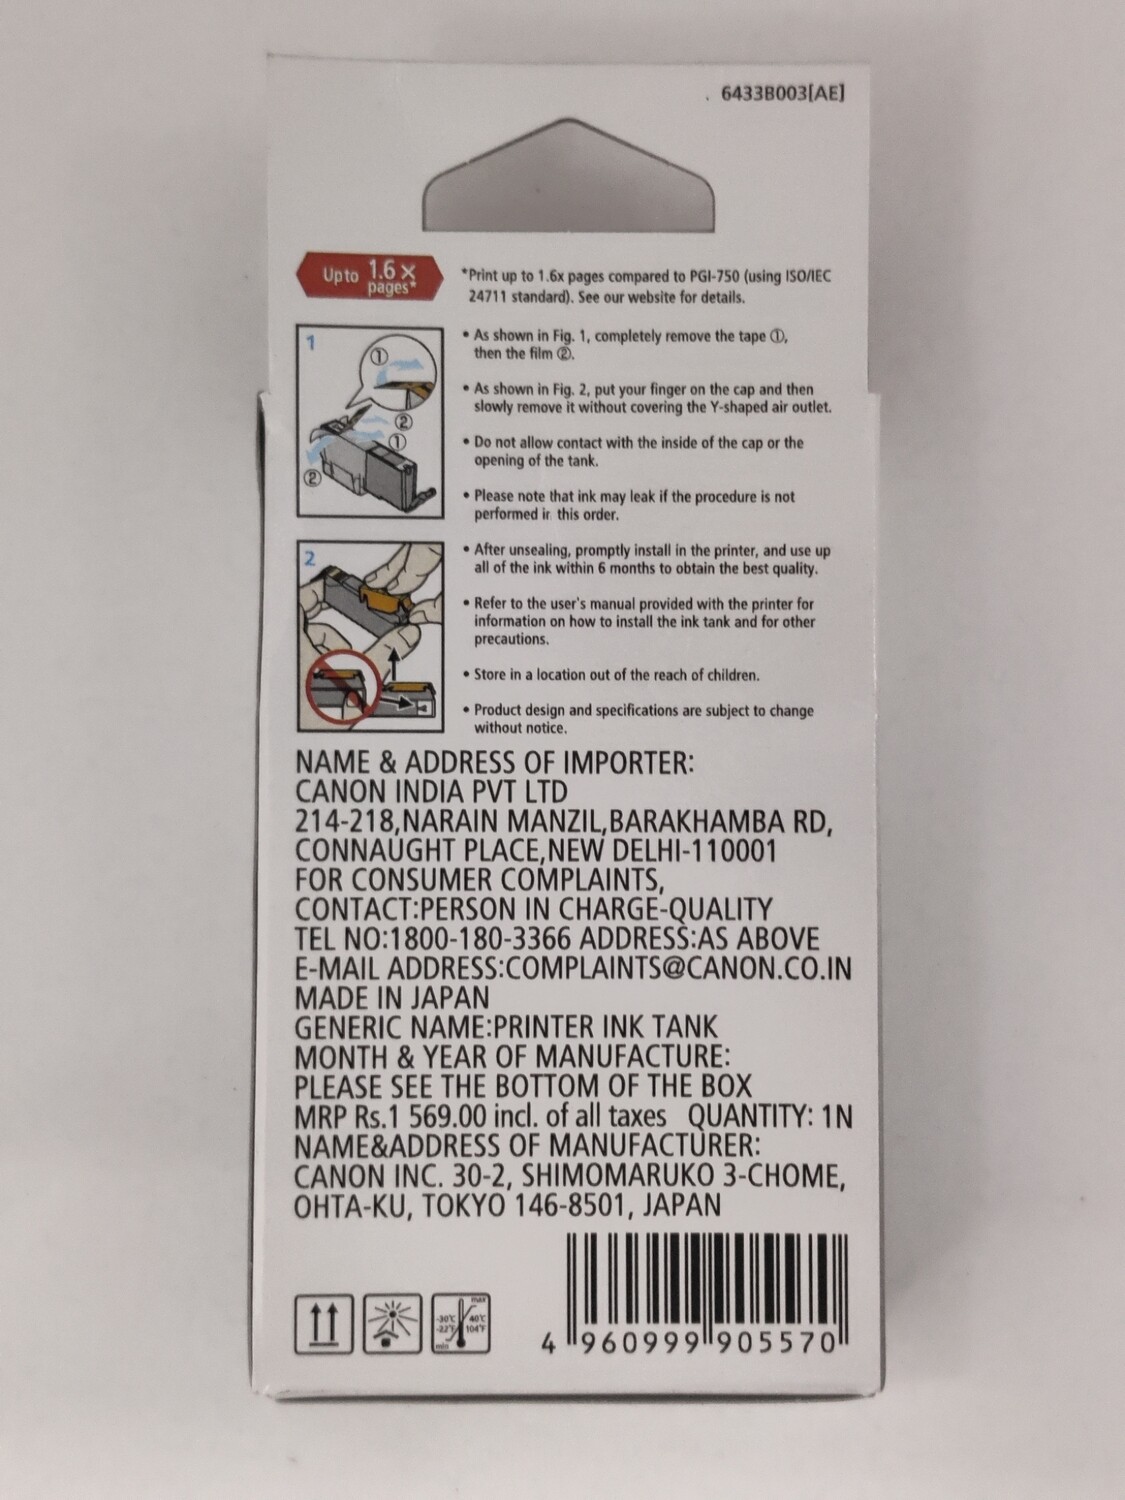 6433B003[AE]
Up to 1.6 x
pages*
*Print up to 1.6x pages compared to PGI-750 (using ISO/IEC
24711 standard). See our website for details.
1
①
②
①
②
• As shown in Fig. 1, completely remove the tape ①,
then the film ②.
• As shown in Fig. 2, put your finger on the cap and then
slowly remove it without covering the Y-shaped air outlet.
• Do not allow contact with the inside of the cap or the
opening of the tank.
• Please note that ink may leak if the procedure is not
performed in this order.
2
• After unsealing, promptly install in the printer, and use up
all of the ink within 6 months to obtain the best quality.
• Refer to the user's manual provided with the printer for
information on how to install the ink tank and for other
precautions.
• Store in a location out of the reach of children.
• Product design and specifications are subject to change
without notice.
NAME & ADDRESS OF IMPORTER:
CANON INDIA PVT LTD
214-218,NARAIN MANZIL,BARAKHAMBA RD,
CONNAUGHT PLACE,NEW DELHI-110001
FOR CONSUMER COMPLAINTS,
CONTACT:PERSON IN CHARGE-QUALITY
TEL NO:1800-180-3366 ADDRESS:AS ABOVE
E-MAIL ADDRESS:COMPLAINTS@CANON.CO.IN
MADE IN JAPAN
GENERIC NAME:PRINTER INK TANK
MONTH & YEAR OF MANUFACTURE:
PLEASE SEE THE BOTTOM OF THE BOX
MRP Rs.1 569.00 incl. of all taxes QUANTITY: 1N
NAME&ADDRESS OF MANUFACTURER:
CANON INC. 30-2, SHIMOMARUKO 3-CHOME,
OHTA-KU, TOKYO 146-8501, JAPAN
max
-30°C 40°C
-22°F 104°F
min
4 960999 905570